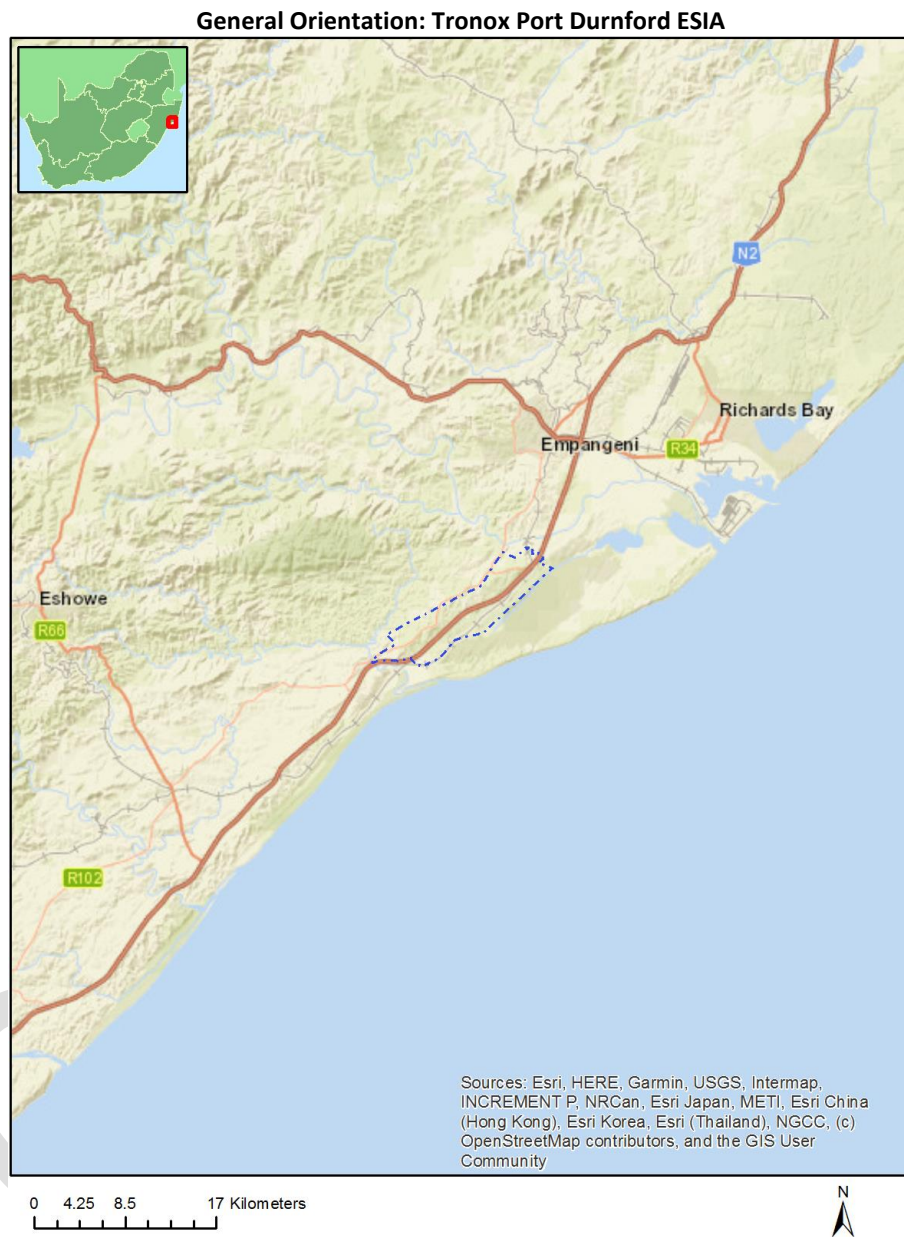 General Orientation: Tronox Port Durnford ESIA
N2
Richards Bay
Empangeni
R34
Eshowe
R66
R102
Sources: Esri, HERE, Garmin, USGS, Intermap,
INCREMENT P, NRCan, Esri Japan, METI, Esri China
(Hong Kong), Esri Korea, Esri (Thailand), NGCC, (c)
OpenStreetMap contributors, and the GIS User
Community
0 4.25 8.5 17 Kilometers
N